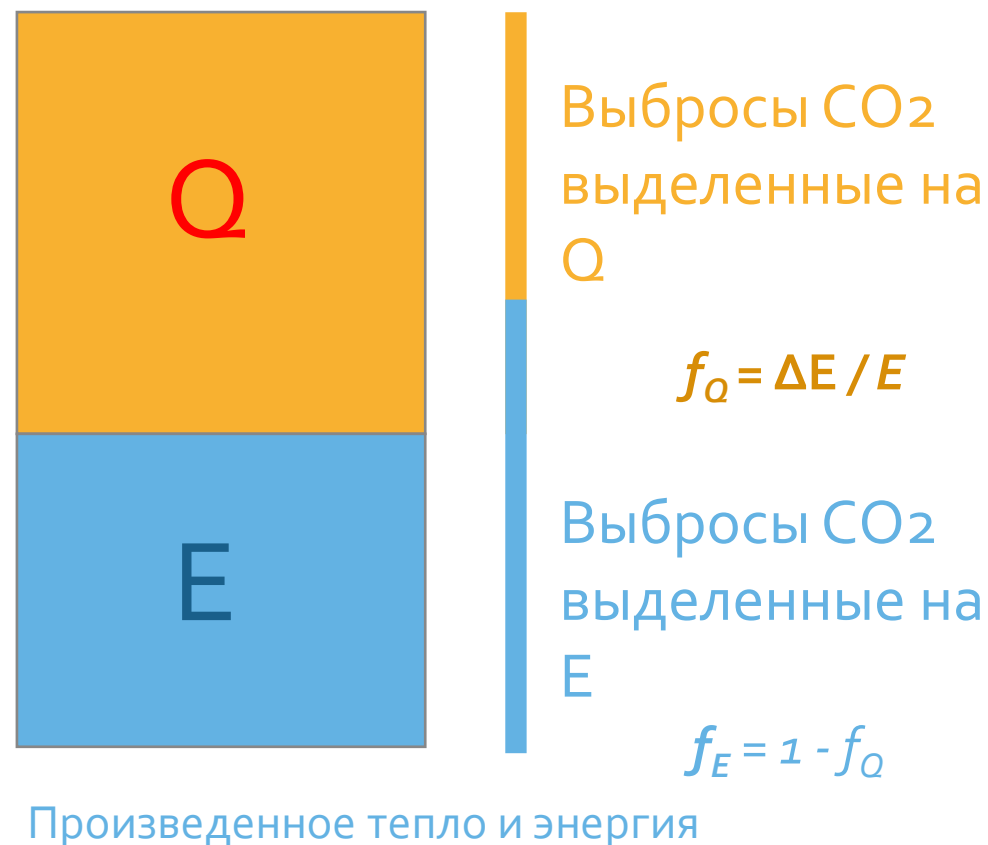 Q
Выбросы CO2
выделенные на
Q
fQ = ΔE / E
E
Выбросы CO2
выделенные на
E
fE = 1 - fQ
Произведенное тепло и энергия